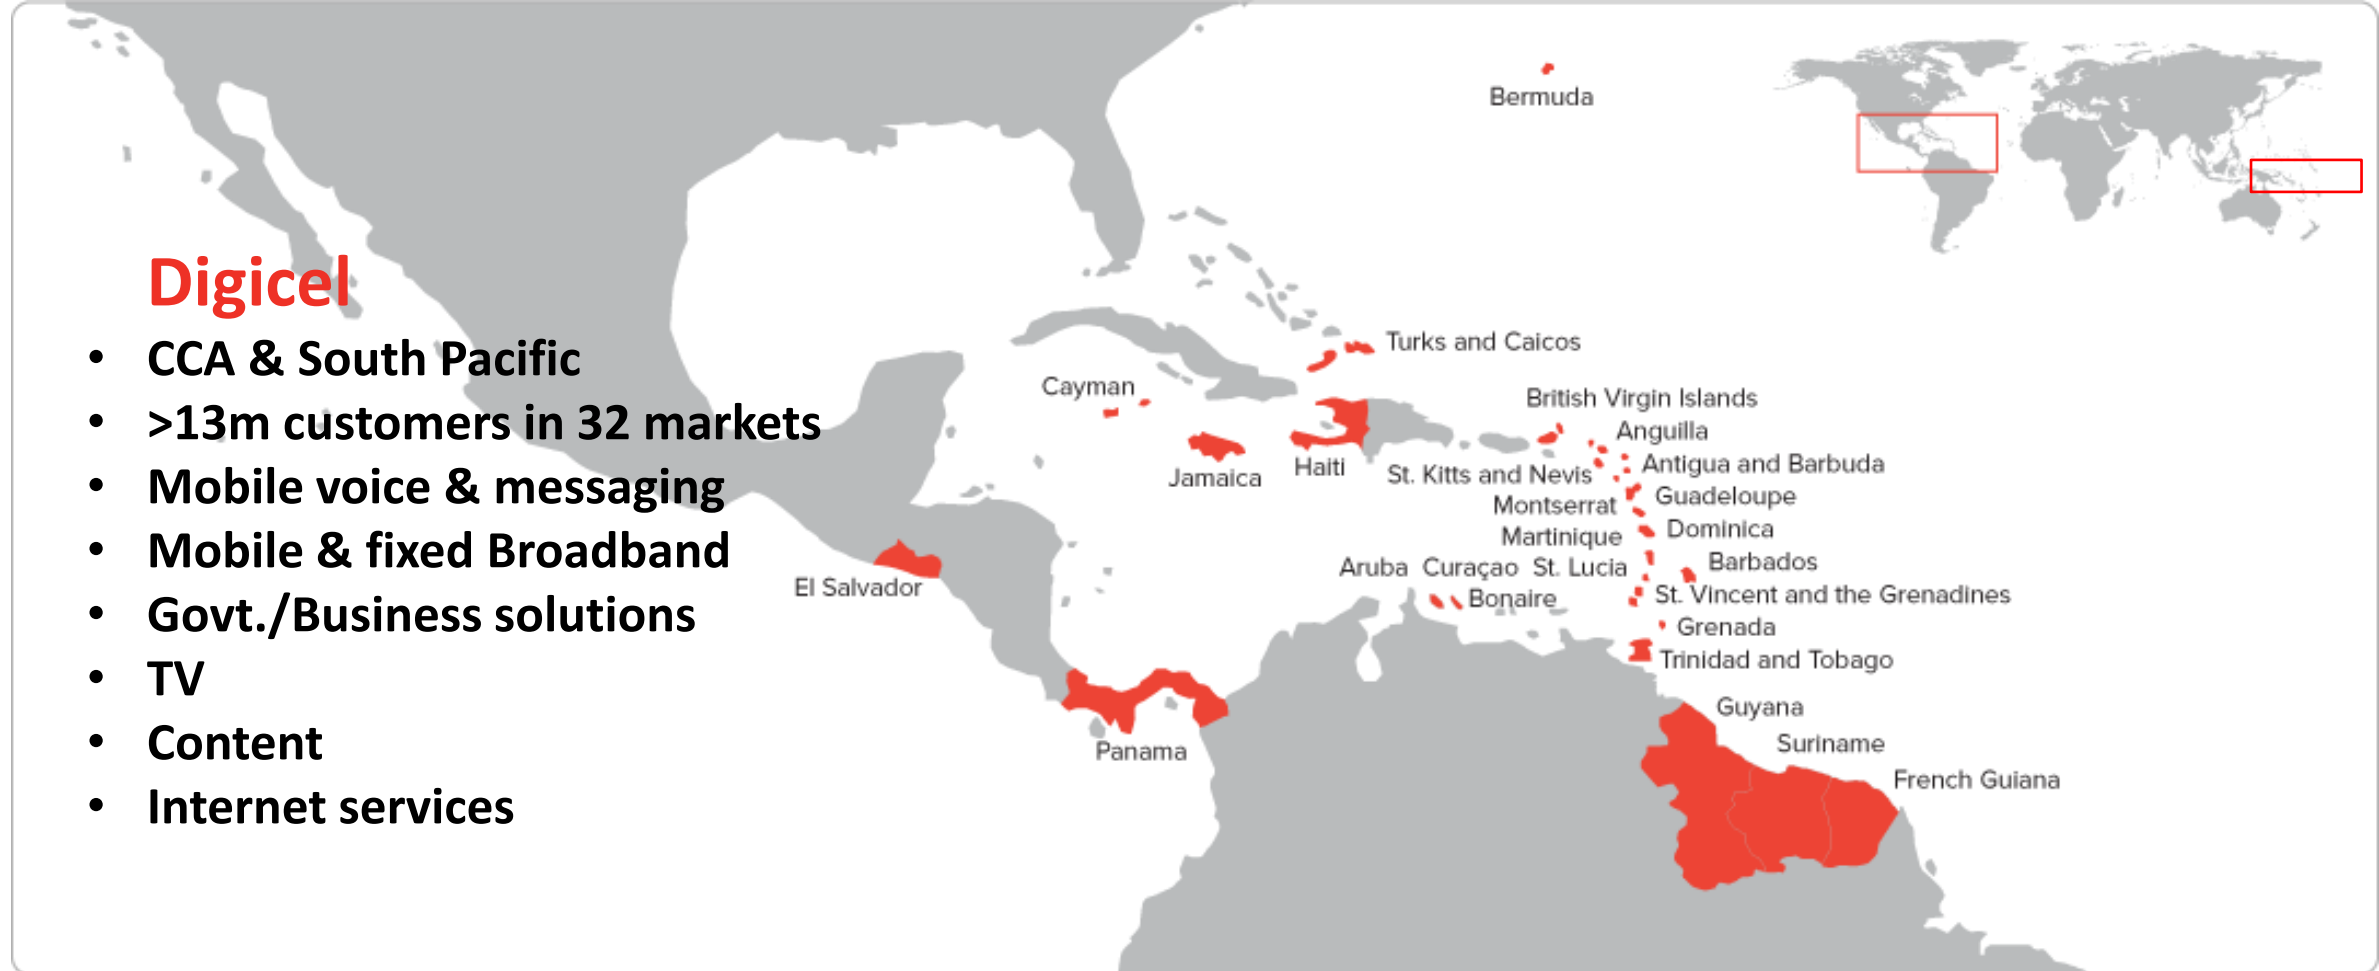 Bermuda
Digicel
• CCA & South Pacific
• >13m customers in 32 markets
• Mobile voice & messaging
• Mobile & fixed Broadband
• Govt./Business solutions
• TV
• Content
• Internet services
Turks and Caicos
Cayman
British Virgin Islands
Jamaica
Haiti
Anguilla
St. Kitts and Nevis
Antigua and Barbuda
Montserrat
Guadeloupe
Martinique
Dominica
Aruba
Curaçao
St. Lucia
Barbados
Bonaire
St. Vincent and the Grenadines
El Salvador
Grenada
Trinidad and Tobago
Panama
Guyana
Suriname
French Guiana